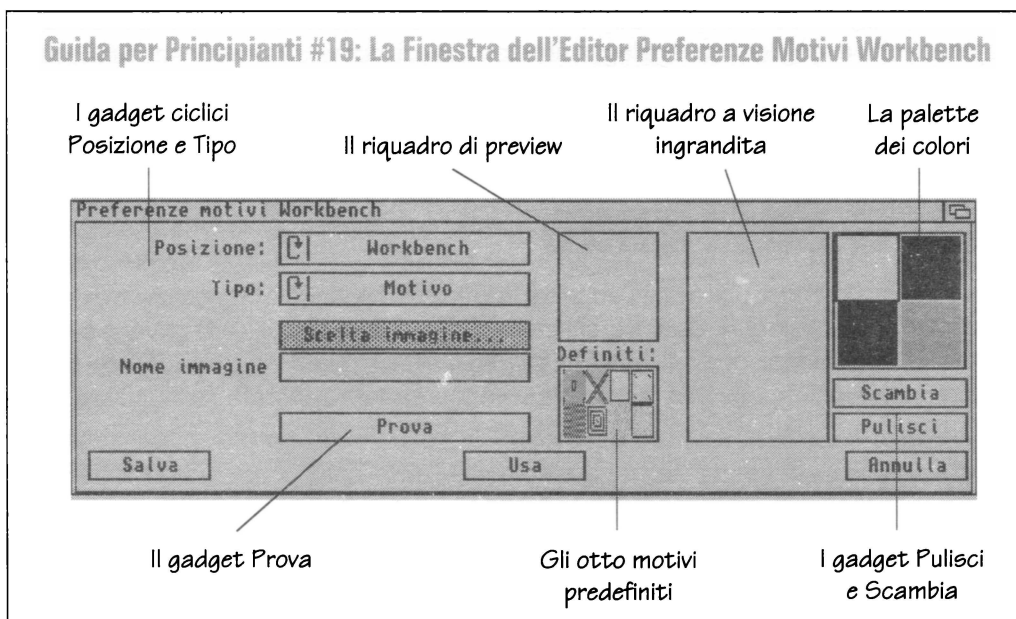 Guida per Principianti #19: La Finestra dell'Editor Preferenze Motivi Workbench
I gadget ciclici
Posizione e Tipo
Il riquadro di preview
Il riquadro a visione
ingrandita
La palette
dei colori
Preferenze motivi Workbench
Posizione:
Workbench
Tipo:
Motivo
Scelta immagine...
Nome immagine
Definiti:
Prova
Scambia
Pulisci
Salva
Usa
Annulla
Il gadget Prova
Gli otto motivi
predefiniti
I gadget Pulisci
e Scambia